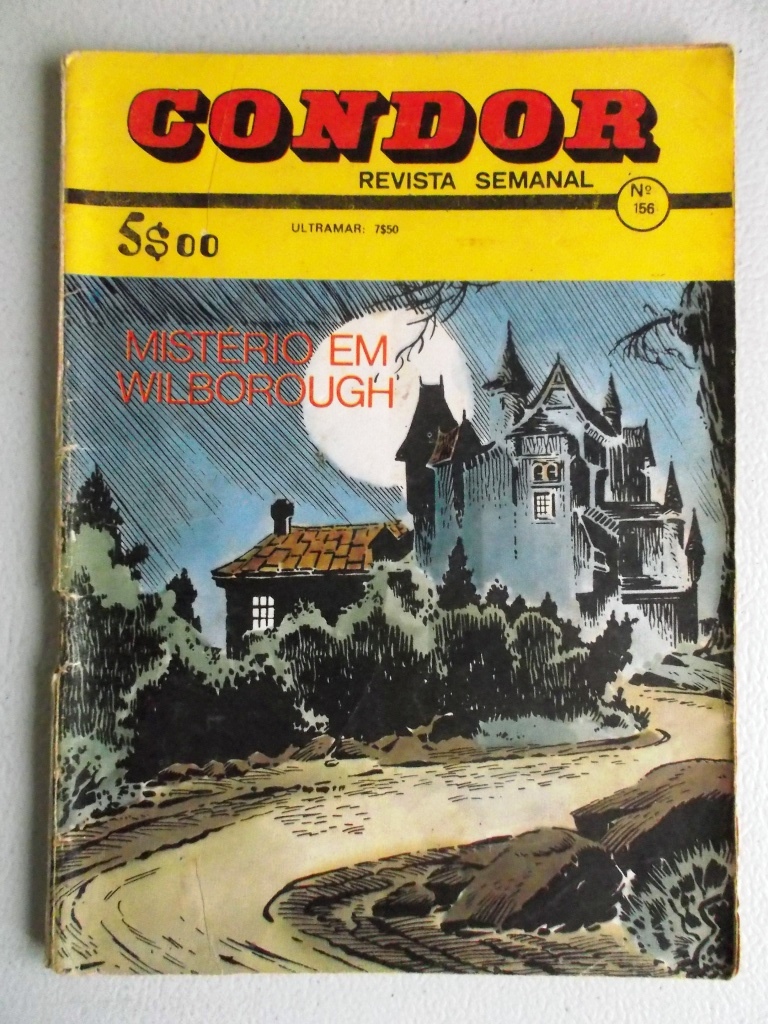 CONDOR
REVISTA SEMANAL
Nº
156
5$00
ULTRAMAR: 7$50
MISTÉRIO EM
WILBOROUGH